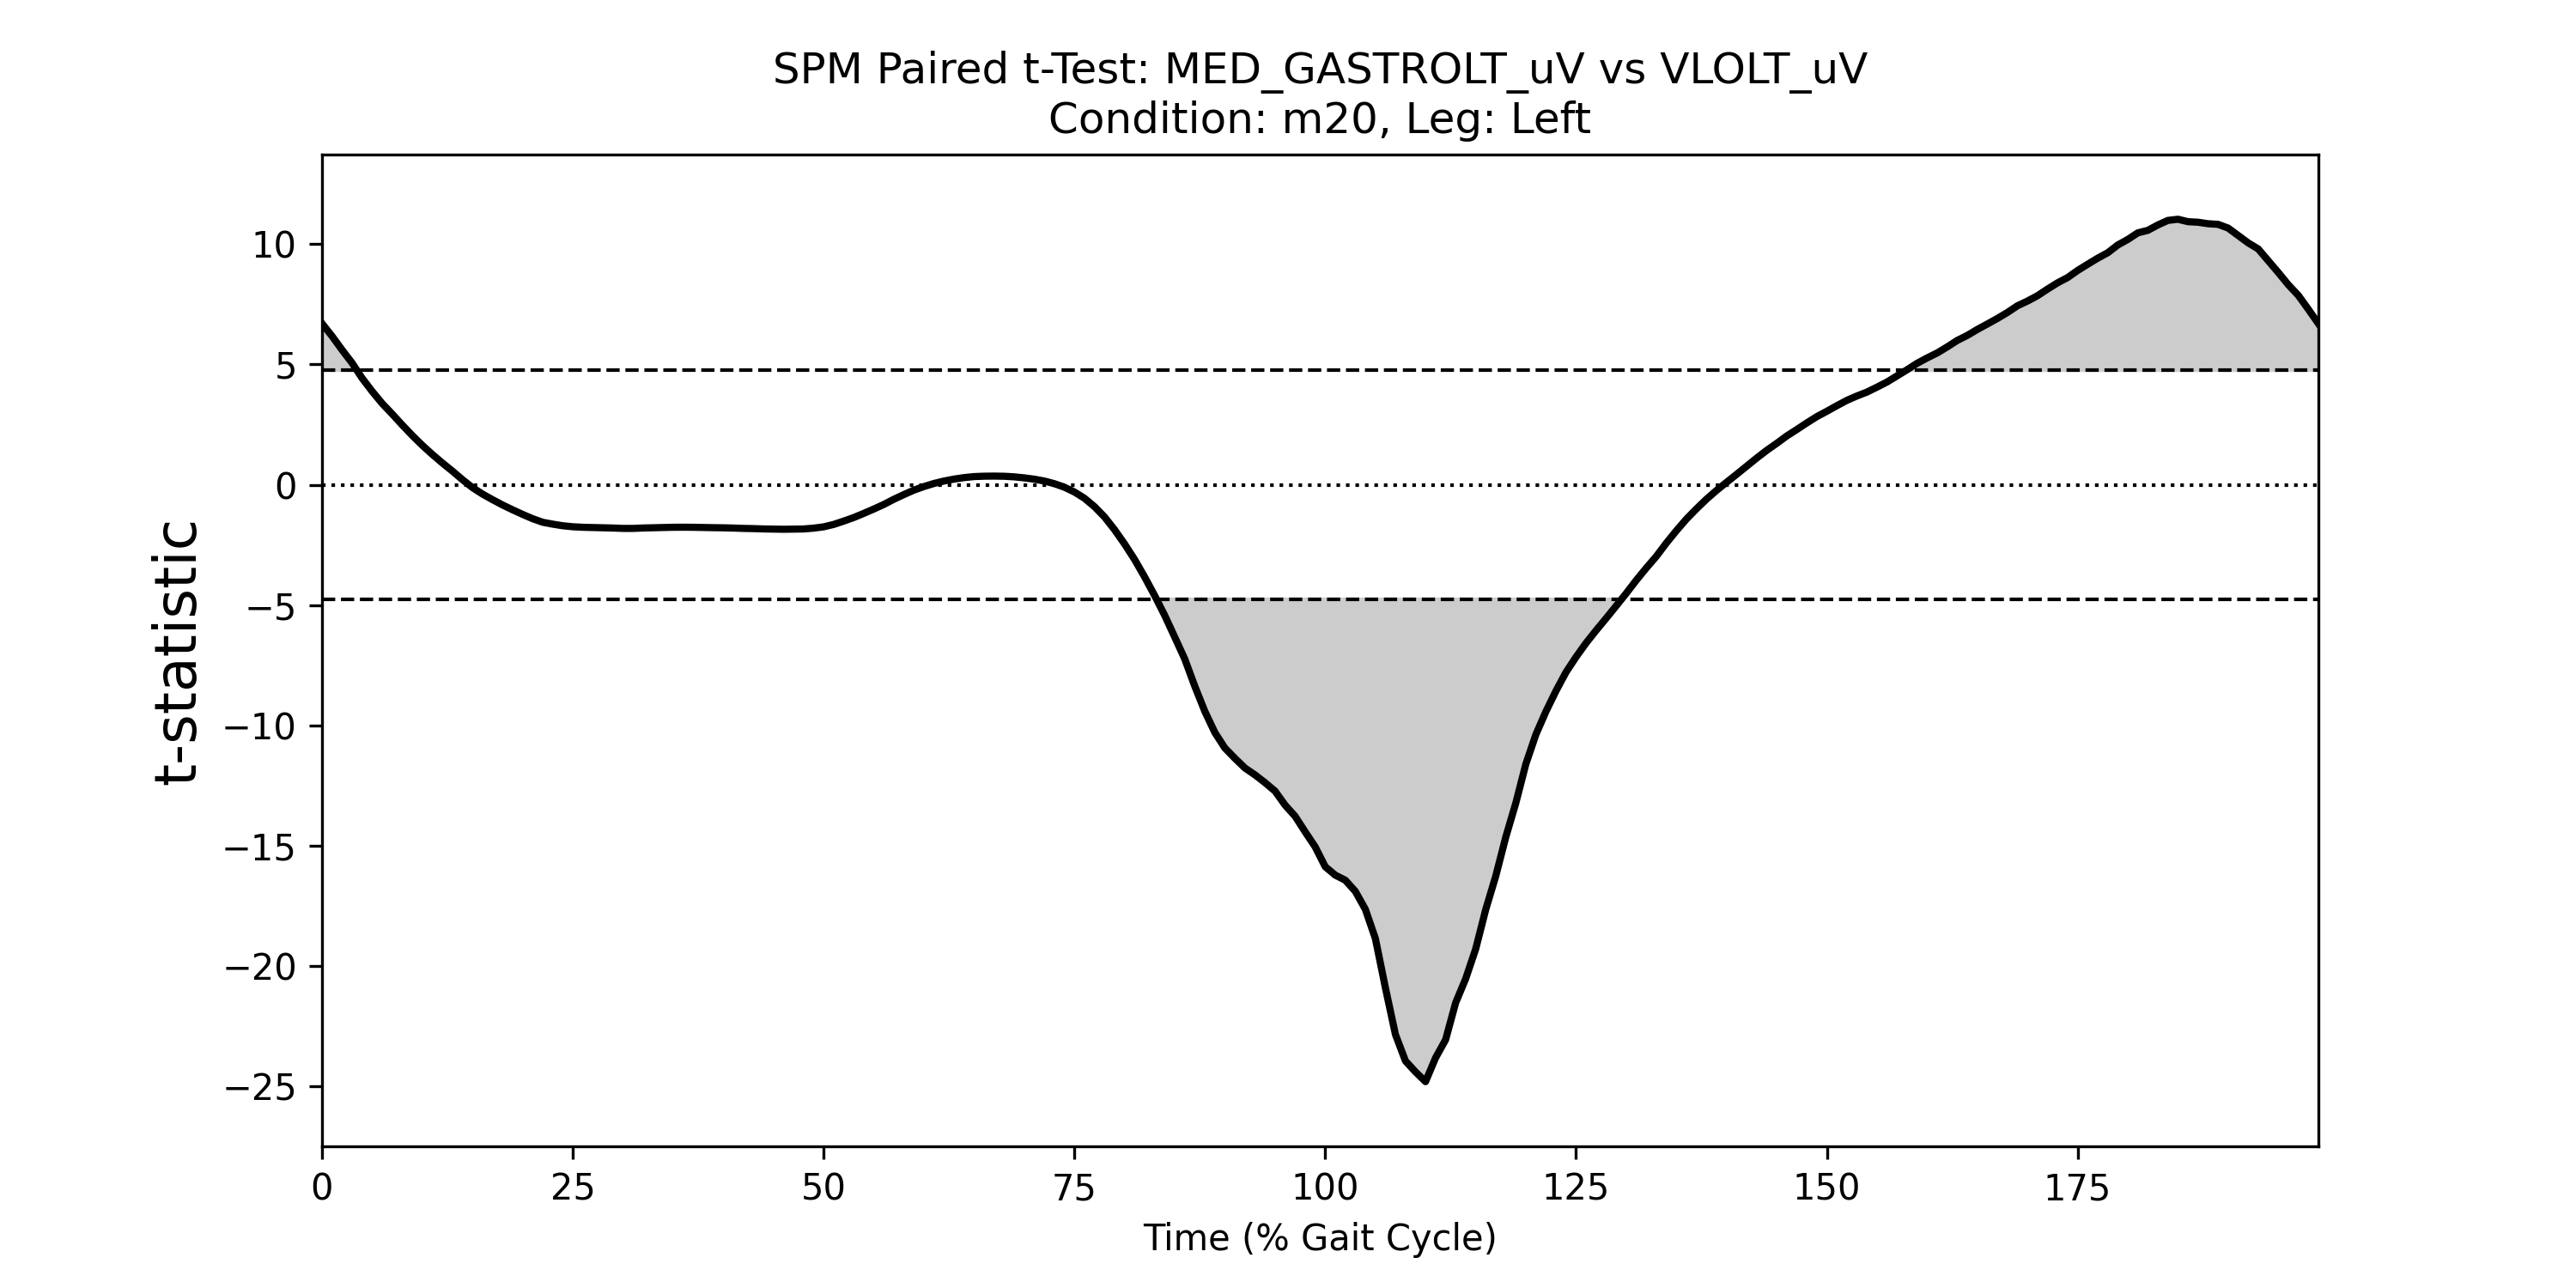 SPM Paired t-Test: MED_GASTROLT_uV vs VLOLT_uV
Condition: m20, Leg: Left
t-statistic
10
5
0
−5
−10
−15
−20
−25
0 25 50 75 100 125 150 175
Time (% Gait Cycle)